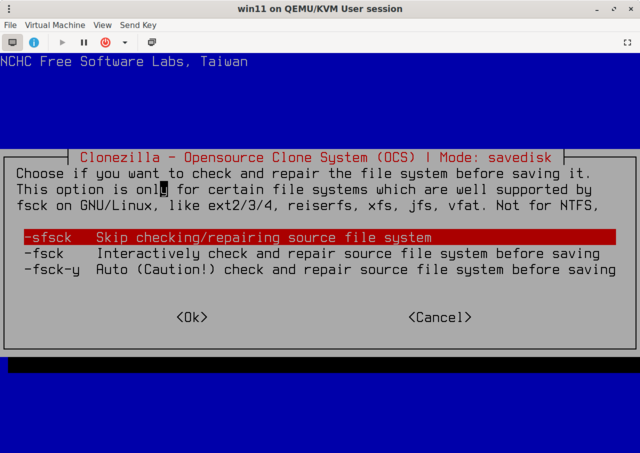 win11 on QEMU/KVM User session
File Virtual Machine View Send Key
NCHC Free Software Labs, Taiwan
Clonezilla - Opensource Clone System (OCS) | Mode: savedisk
Choose if you want to check and repair the file system before saving it.
This option is only for certain file systems which are well supported by
fsck on GNU/Linux, like ext2/3/4, reiserfs, xfs, jfs, vfat. Not for NTFS,
-sfsck Skip checking/repairing source file system
-fsck Interactively check and repair source file system before saving
-fsck-y Auto (Caution!) check and repair source file system before saving
<Ok> <Cancel>